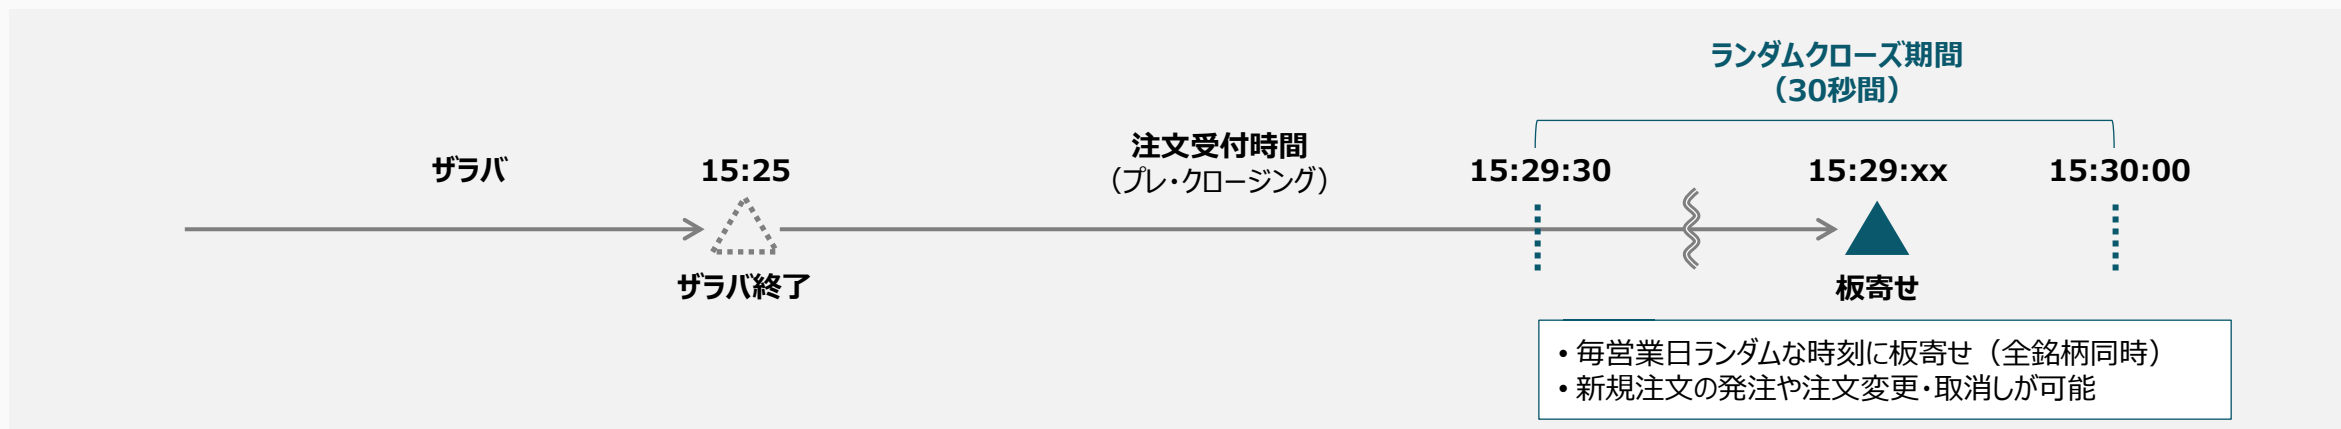 ランダムクローズ期間
（30秒間）
注文受付時間
（プレ・クロージング）
ザラバ
15:25
15:29:30
15:29:xx
15:30:00
ザラバ終了
板寄せ
• 毎営業日ランダムな時刻に板寄せ（全銘柄同時）
• 新規注文の発注や注文変更・取消しが可能